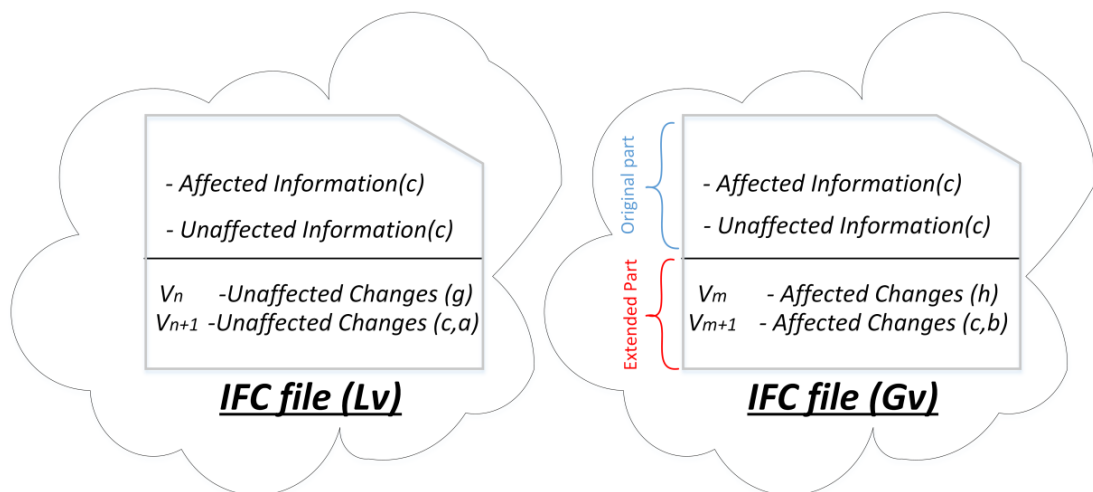 - Affected Information(c)
- Unaffected Information(c)
Vn -Unaffected Changes (g)
Vn+1 -Unaffected Changes (c,a)
IFC file (Lv)
Original part
Extended Part
- Affected Information(c)
- Unaffected Information(c)
Vm - Affected Changes (h)
Vm+1 - Affected Changes (c,b)
IFC file (Gv)